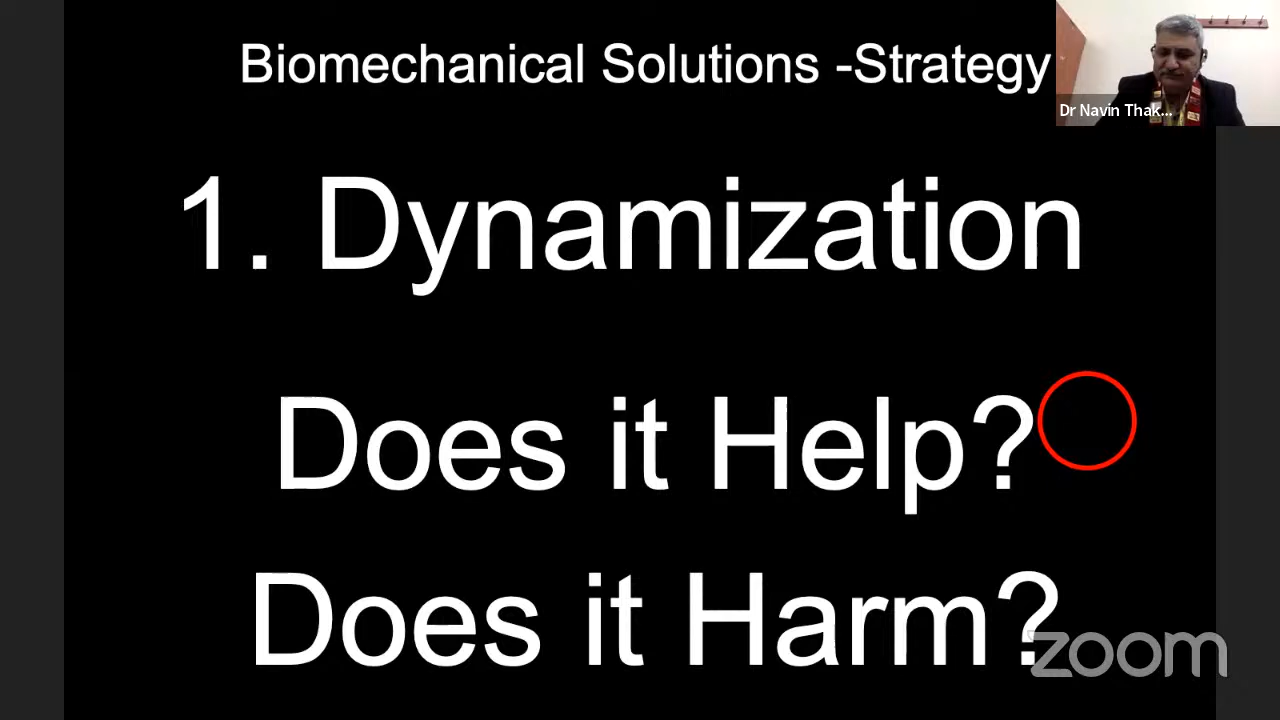 Biomechanical Solutions -Strategy
Dr Navin Thak...
1. Dynamization
Does it Help?
Does it Harm?
zoom